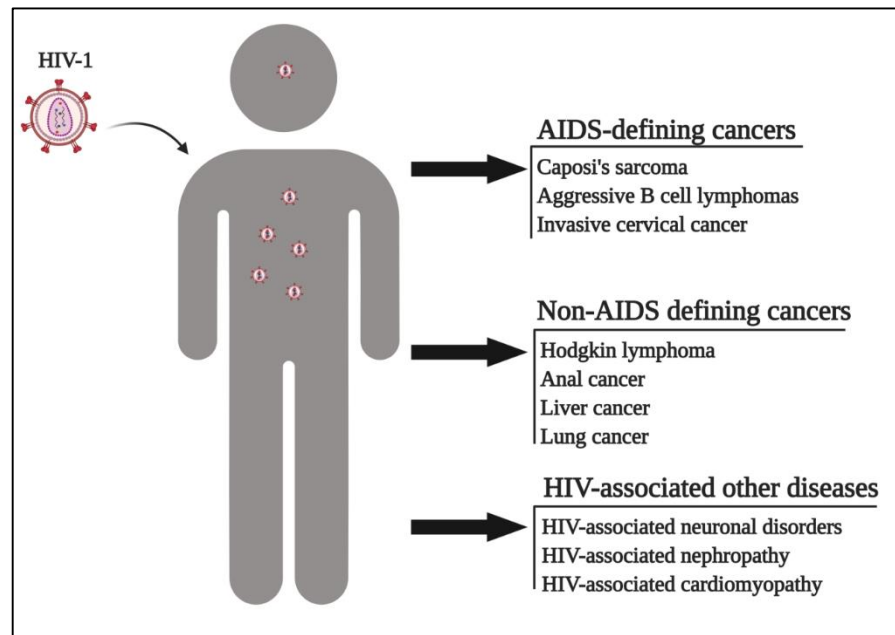 HIV-1
AIDS-defining cancers
Caposi's sarcoma
Aggressive B cell lymphomas
Invasive cervical cancer
Non-AIDS defining cancers
Hodgkin lymphoma
Anal cancer
Liver cancer
Lung cancer
HIV-associated other diseases
HIV-associated neuronal disorders
HIV-associated nephropathy
HIV-associated cardiomyopathy